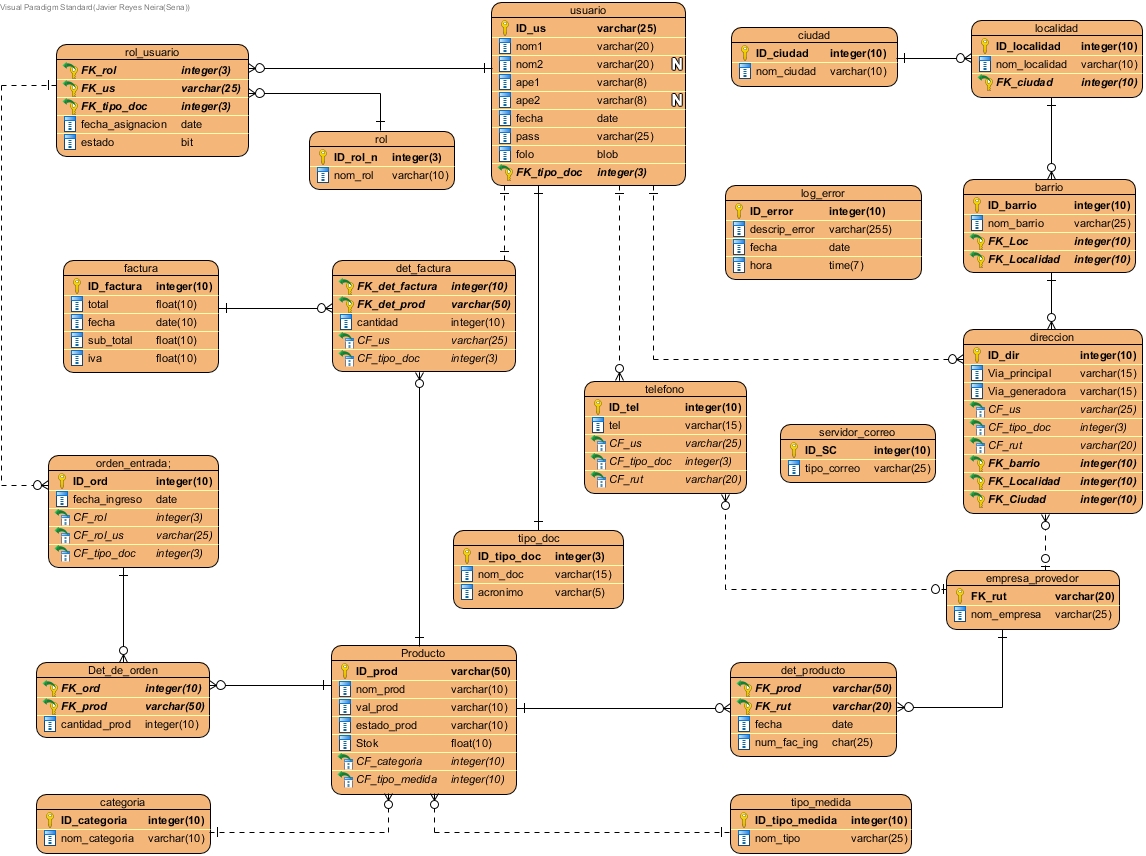 Visual Paradigm Standard(Javier Reyes Neira(Sena))
rol_usuario
FK_rol integer(3)
FK_us varchar(25)
FK_tipo_doc integer(3)
fecha_asignacion date
estado bit
usuario
ID_us varchar(25)
nom1 varchar(20)
nom2 varchar(20) N
ape1 varchar(8)
ape2 varchar(8) N
fecha date
pass varchar(25)
folo blob
FK_tipo_doc integer(3)
ciudad
ID_ciudad integer(10)
nom_ciudad varchar(10)
localidad
ID_localidad integer(10)
nom_localidad varchar(10)
FK_ciudad integer(10)
rol
ID_rol_n integer(3)
nom_rol varchar(10)
log_error
ID_error integer(10)
descrip_error varchar(255)
fecha date
hora time(7)
barrio
ID_barrio integer(10)
nom_barrio varchar(25)
FK_Loc integer(10)
FK_Localidad integer(10)
factura
ID_factura integer(10)
total float(10)
fecha date(10)
sub_total float(10)
iva float(10)
det_factura
FK_det_factura integer(10)
FK_det_prod varchar(50)
cantidad integer(10)
CF_us varchar(25)
CF_tipo_doc integer(3)
direccion
ID_dir integer(10)
Via_principal varchar(15)
Via_generadora varchar(15)
CF_us varchar(25)
CF_tipo_doc integer(3)
CF_rut varchar(20)
FK_barrio integer(10)
FK_Localidad integer(10)
FK_Ciudad integer(10)
telefono
ID_tel integer(10)
tel varchar(15)
CF_us varchar(25)
CF_tipo_doc integer(3)
CF_rut varchar(20)
servidor_correo
ID_SC integer(10)
tipo_correo varchar(25)
orden_entrada;
ID_ord integer(10)
fecha_ingreso date
CF_rol integer(3)
CF_rol_us varchar(25)
CF_tipo_doc integer(3)
tipo_doc
ID_tipo_doc integer(3)
nom_doc varchar(15)
acronimo varchar(5)
empresa_provedor
FK_rut varchar(20)
nom_empresa varchar(25)
Det_de_orden
FK_ord integer(10)
FK_prod varchar(50)
cantidad_prod integer(10)
Producto
ID_prod varchar(50)
nom_prod varchar(10)
val_prod varchar(10)
estado_prod varchar(10)
Stok float(10)
CF_categoria integer(10)
CF_tipo_medida integer(10)
det_producto
FK_prod varchar(50)
FK_rut varchar(20)
fecha date
num_fac_ing char(25)
categoria
ID_categoria integer(10)
nom_categoria varchar(10)
tipo_medida
ID_tipo_medida integer(10)
nom_tipo varchar(25)